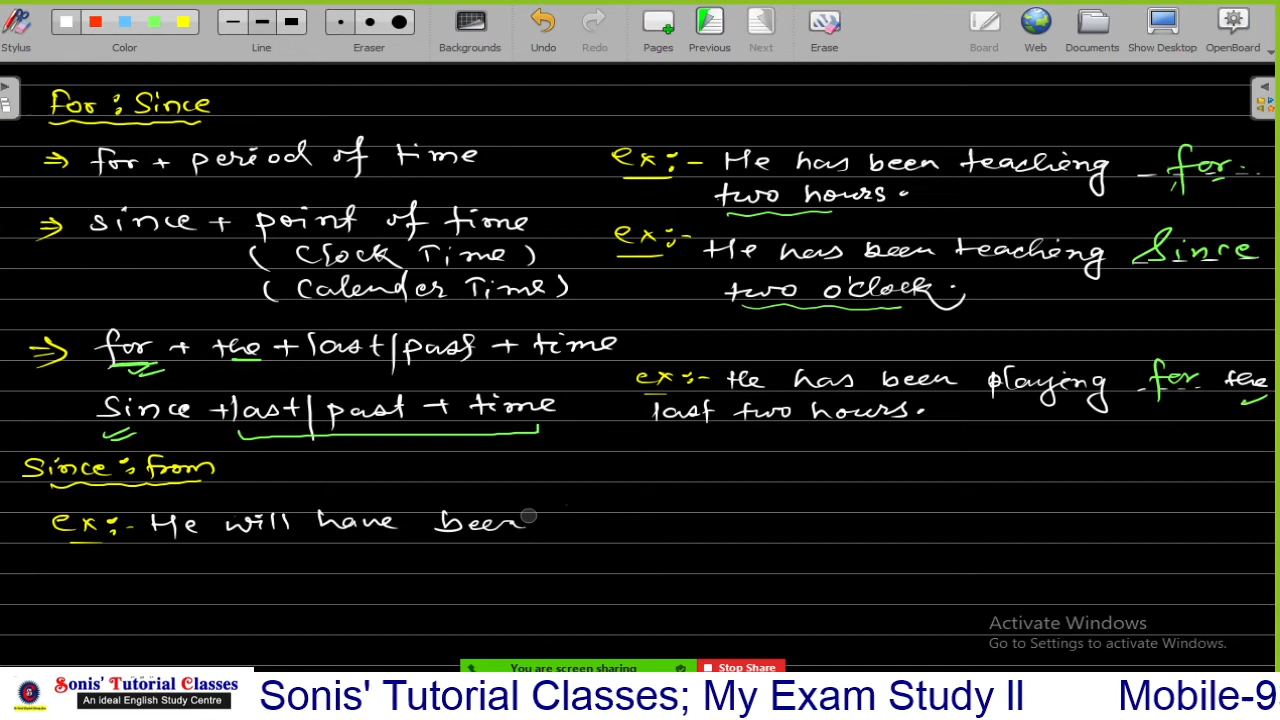 Stylus
Color
Line
Eraser
Backgrounds
Undo
Redo
Pages
Previous
Next
Erase
Board
Web
Documents
Show Desktop
OpenBoard
For : Since
⇒ for + period of time
ex:- He has been teaching for
two hours.
⇒ since + point of time
(Clock Time)
(Calender Time)
ex:- He has been teaching Since
two o'clock.
⇒ for + the + last/past + time
Since + last/past + time
ex:- He has been playing for the
last two hours.
Since : from
ex:- He will have been
Activate Windows
Go to Settings to activate Windows.
You are screen sharing
Stop Share
Sonis' Tutorial Classes
An ideal English Study Centre
Sonis' Tutorial Classes; My Exam Study II Mobile-9